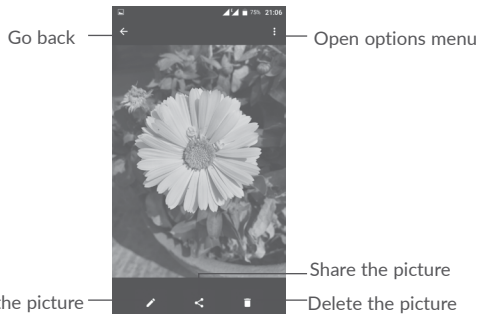 75% 21:06
Go back
Open options menu
Share the picture
the picture
Delete the picture